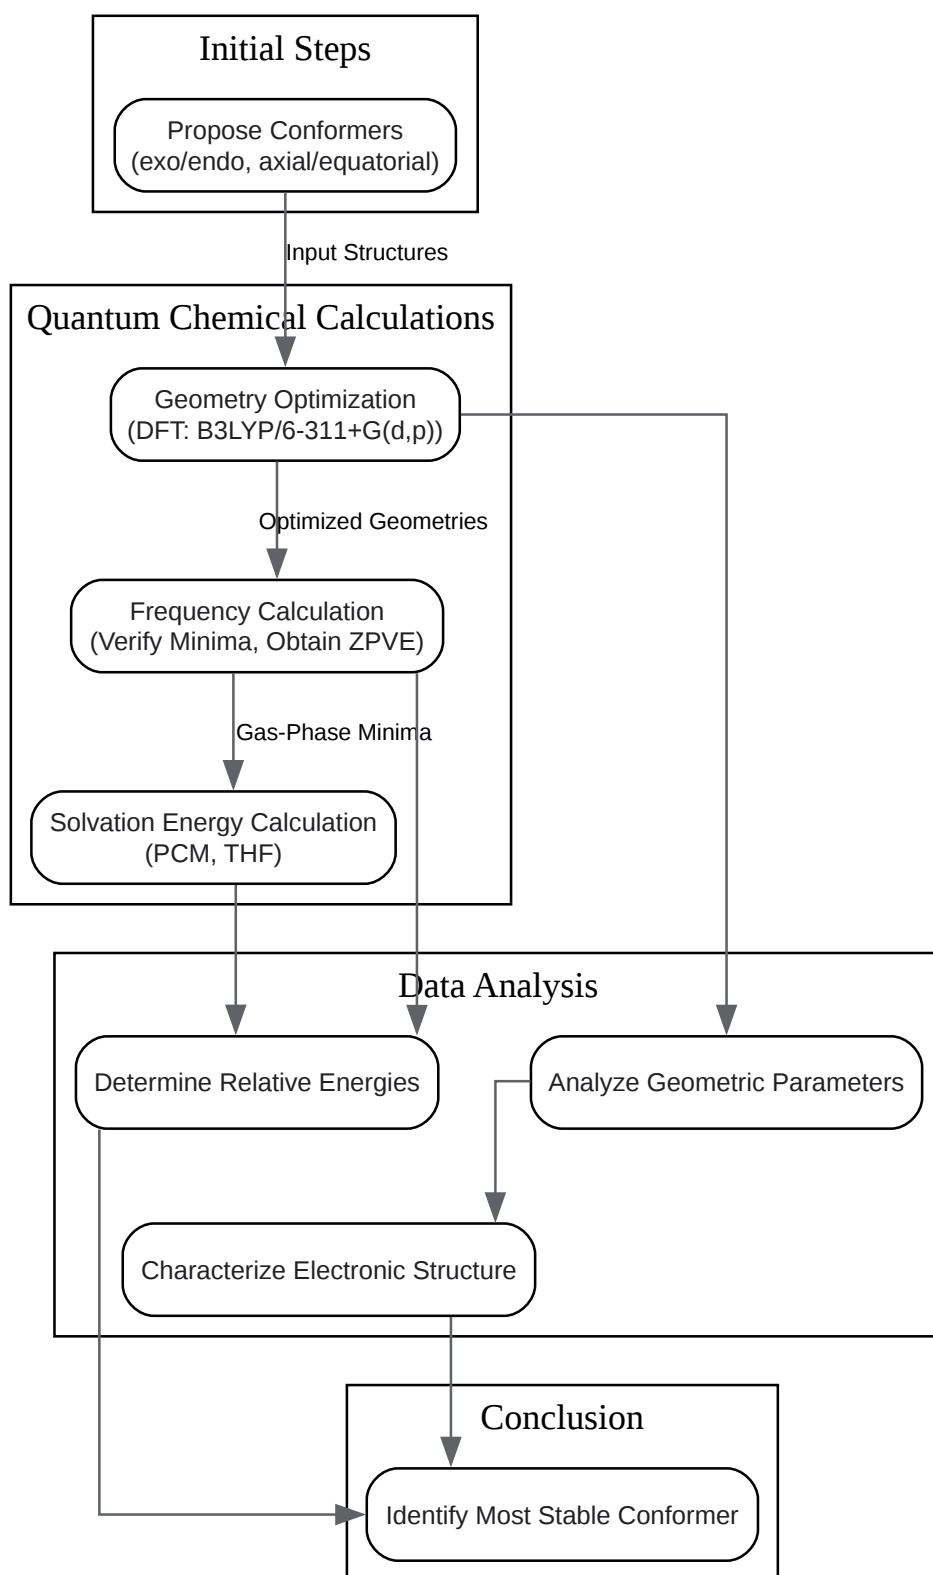 Initial Steps
Propose Conformers
(exo/endo, axial/equatorial)
Input Structures
Quantum Chemical Calculations
Geometry Optimization
(DFT: B3LYP/6-311+G(d,p))
Optimized Geometries
Frequency Calculation
(Verify Minima, Obtain ZPVE)
Gas-Phase Minima
Solvation Energy Calculation
(PCM, THF)
Data Analysis
Determine Relative Energies
Analyze Geometric Parameters
Characterize Electronic Structure
Conclusion
Identify Most Stable Conformer